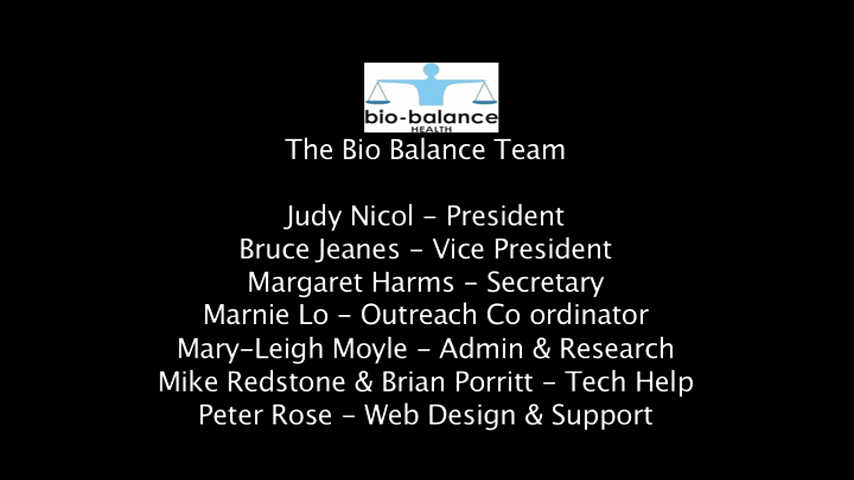 bio-balance
HEALTH
The Bio Balance Team
Judy Nicol - President
Bruce Jeanes - Vice President
Margaret Harms - Secretary
Marnie Lo - Outreach Co ordinator
Mary-Leigh Moyle - Admin & Research
Mike Redstone & Brian Porritt - Tech Help
Peter Rose - Web Design & Support